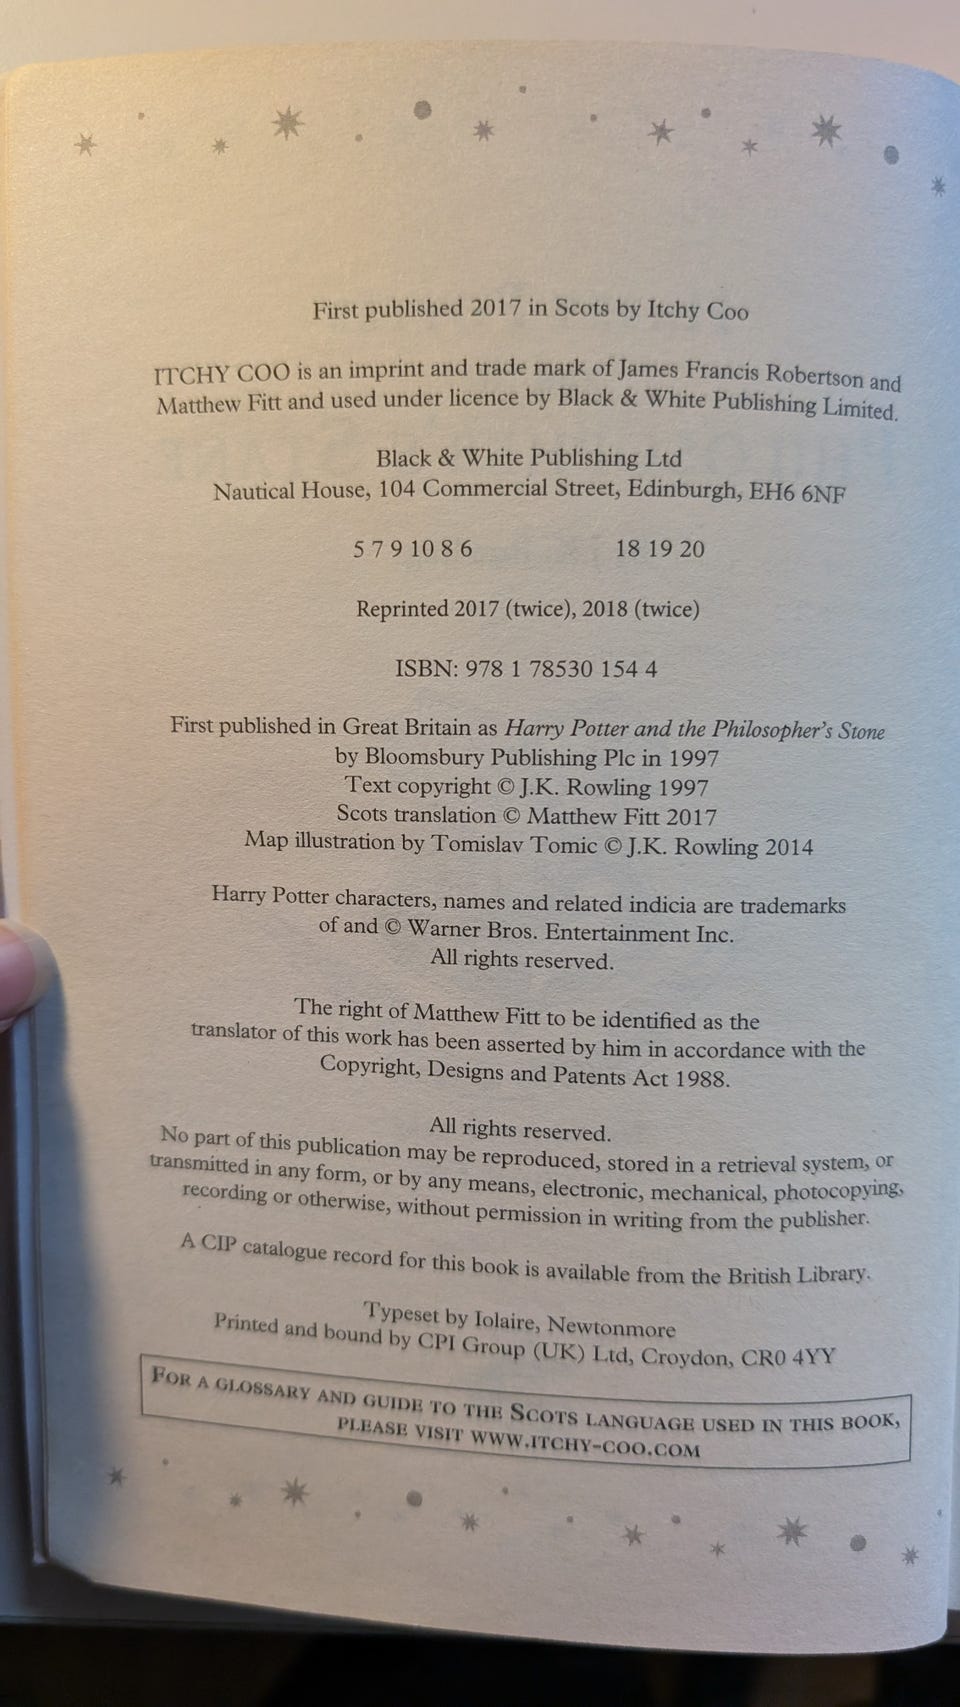 First published 2017 in Scots by Itchy Coo
ITCHY COO is an imprint and trade mark of James Francis Robertson and
Matthew Fitt and used under licence by Black & White Publishing Limited.
Black & White Publishing Ltd
Nautical House, 104 Commercial Street, Edinburgh, EH6 6NF
5 7 9 10 8 6 18 19 20
Reprinted 2017 (twice), 2018 (twice)
ISBN: 978 1 78530 154 4
First published in Great Britain as Harry Potter and the Philosopher's Stone
by Bloomsbury Publishing Plc in 1997
Text copyright © J.K. Rowling 1997
Scots translation © Matthew Fitt 2017
Map illustration by Tomislav Tomic © J.K. Rowling 2014
Harry Potter characters, names and related indicia are trademarks
of and © Warner Bros. Entertainment Inc.
All rights reserved.
The right of Matthew Fitt to be identified as the
translator of this work has been asserted by him in accordance with the
Copyright, Designs and Patents Act 1988.
All rights reserved.
No part of this publication may be reproduced, stored in a retrieval system, or
transmitted in any form, or by any means, electronic, mechanical, photocopying,
recording or otherwise, without permission in writing from the publisher.
A CIP catalogue record for this book is available from the British Library.
Typeset by Iolaire, Newtonmore
Printed and bound by CPI Group (UK) Ltd, Croydon, CR0 4YY
FOR A GLOSSARY AND GUIDE TO THE SCOTS LANGUAGE USED IN THIS BOOK,
PLEASE VISIT WWW.ITCHY-COO.COM